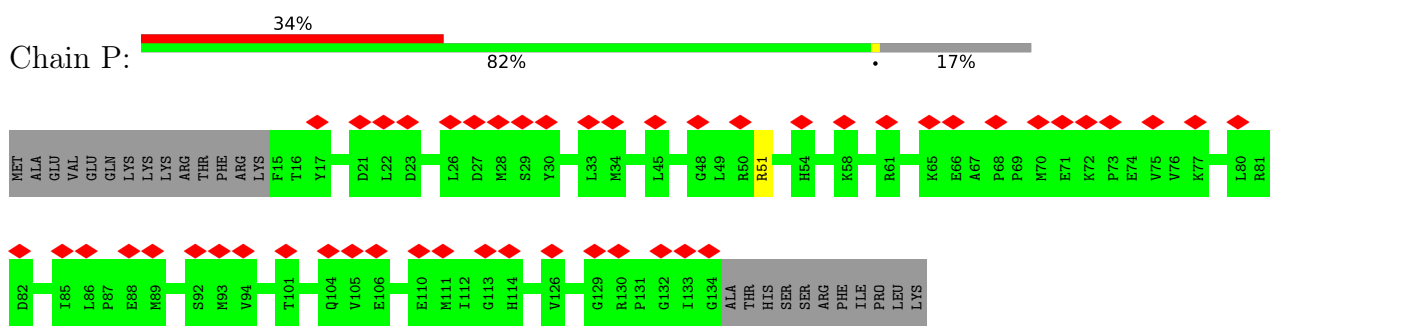 34%
Chain P:
82% • 17%
MET ALA GLU VAL GLU GLN LYS LYS LYS ARG THR PHE ARG LYS F15 T16 Y17 D21 L22 D23 L26 D27 M28 S29 Y30 L33 M34 L45 G48 L49 R50 R51 H54 K58 R61 K65 E66 A67 P68 P69 M70 E71 K72 P73 E74 V75 V76 K77 L80 R81
D82 I85 L86 P87 E88 M89 S92 M93 V94 T101 Q104 V105 E106 E110 M111 I112 G113 H114 V126 G129 R130 P131 G132 I133 G134 ALA THR HIS SER SER ARG PHE ILE PRO LEU LYS